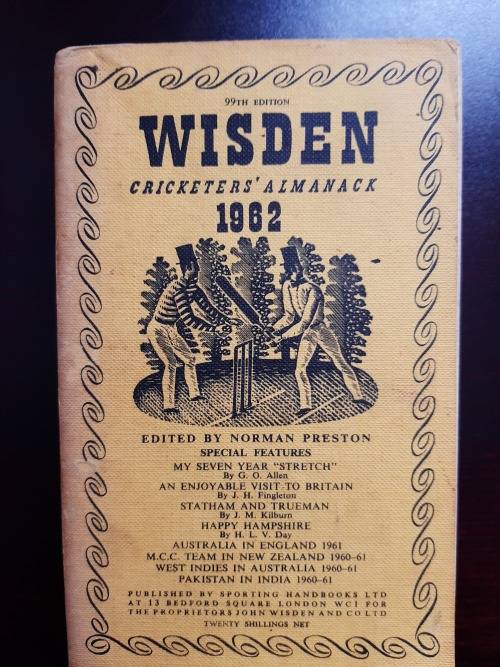 99TH EDITION
WISDEN
CRICKETERS' ALMANACK
1962
EDITED BY NORMAN PRESTON
SPECIAL FEATURES
MY SEVEN YEAR "STRETCH"
By G. O. Allen
AN ENJOYABLE VISIT TO BRITAIN
By J. H. Fingleton
STATHAM AND TRUEMAN
By J. M. Kilburn
HAPPY HAMPSHIRE
By H. L. V. Day
AUSTRALIA IN ENGLAND 1961
M.C.C. TEAM IN NEW ZEALAND 1960-61
WEST INDIES IN AUSTRALIA 1960-61
PAKISTAN IN INDIA 1960-61
PUBLISHED BY SPORTING HANDBOOKS LTD
AT 13 BEDFORD SQUARE LONDON WC1 FOR
THE PROPRIETORS JOHN WISDEN AND CO LTD
TWENTY SHILLINGS NET